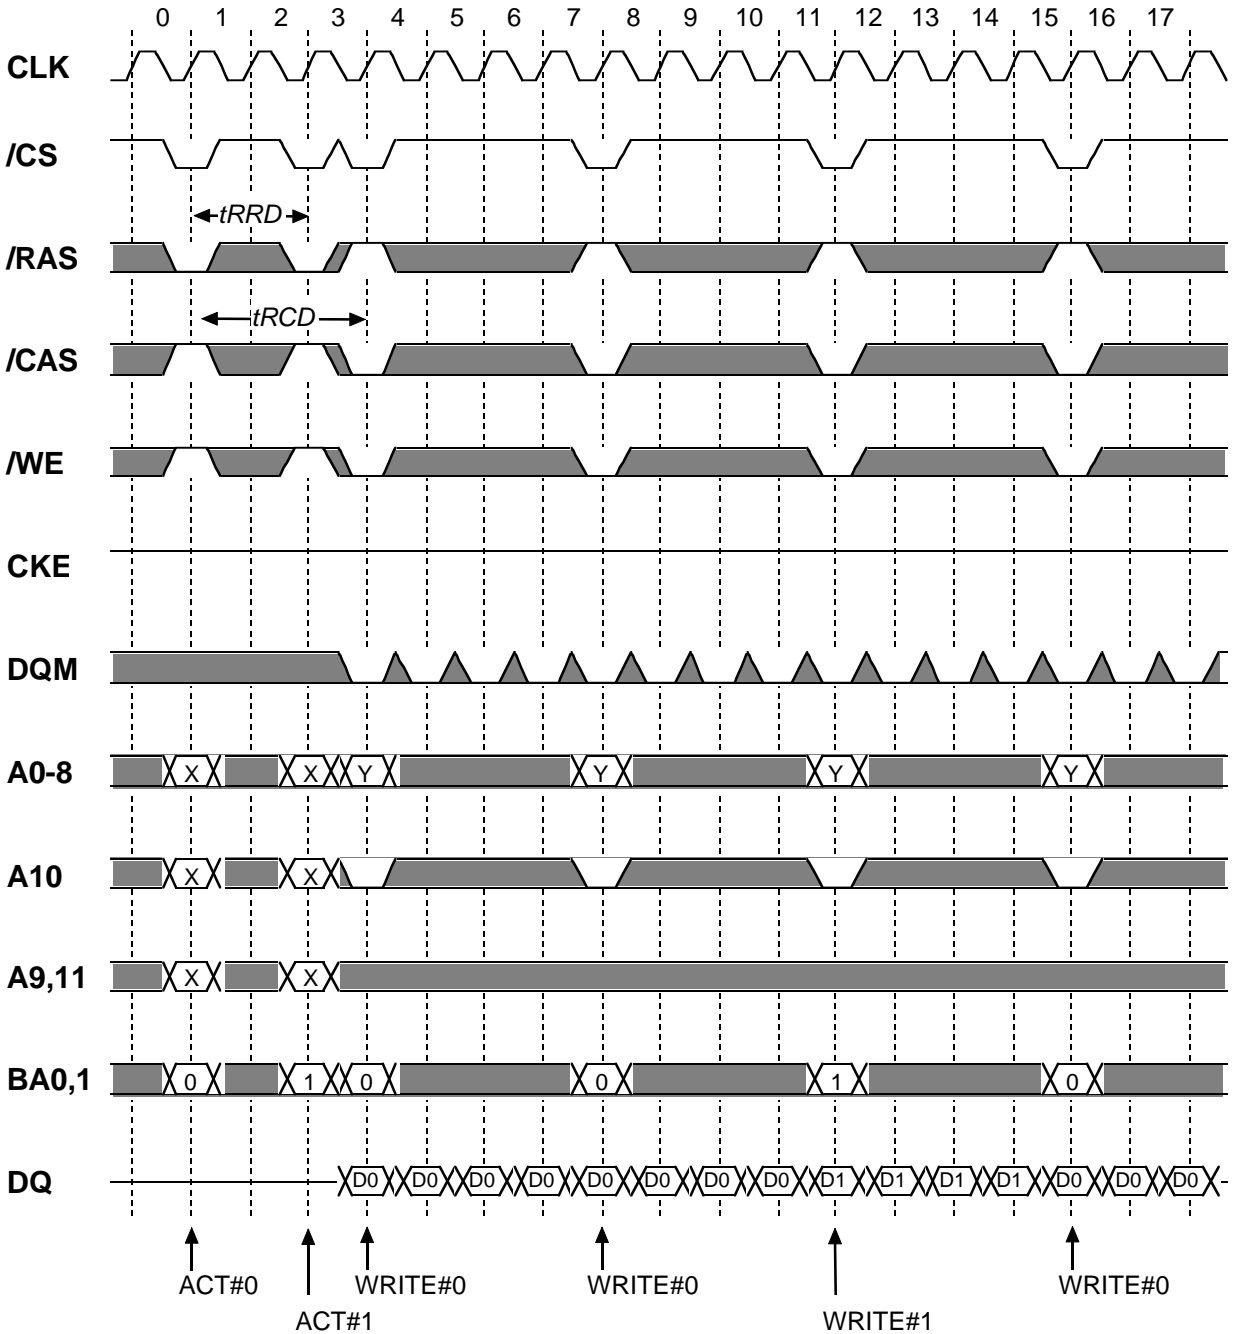 0 1 2 3 4 5 6 7 8 9 10 11 12 13 14 15 16 17
CLK
/CS
tRRD
/RAS
tRCD
/CAS
/WE
CKE
DQM
A0-8 X X Y Y Y Y
A10 X X
A9,11 X X
BA0,1 0 1 0 0 1 0
DQ D0 D0 D0 D0 D0 D0 D0 D0 D1 D1 D1 D1 D0 D0 D0
ACT#0 WRITE#0 WRITE#0 WRITE#0
ACT#1 WRITE#1